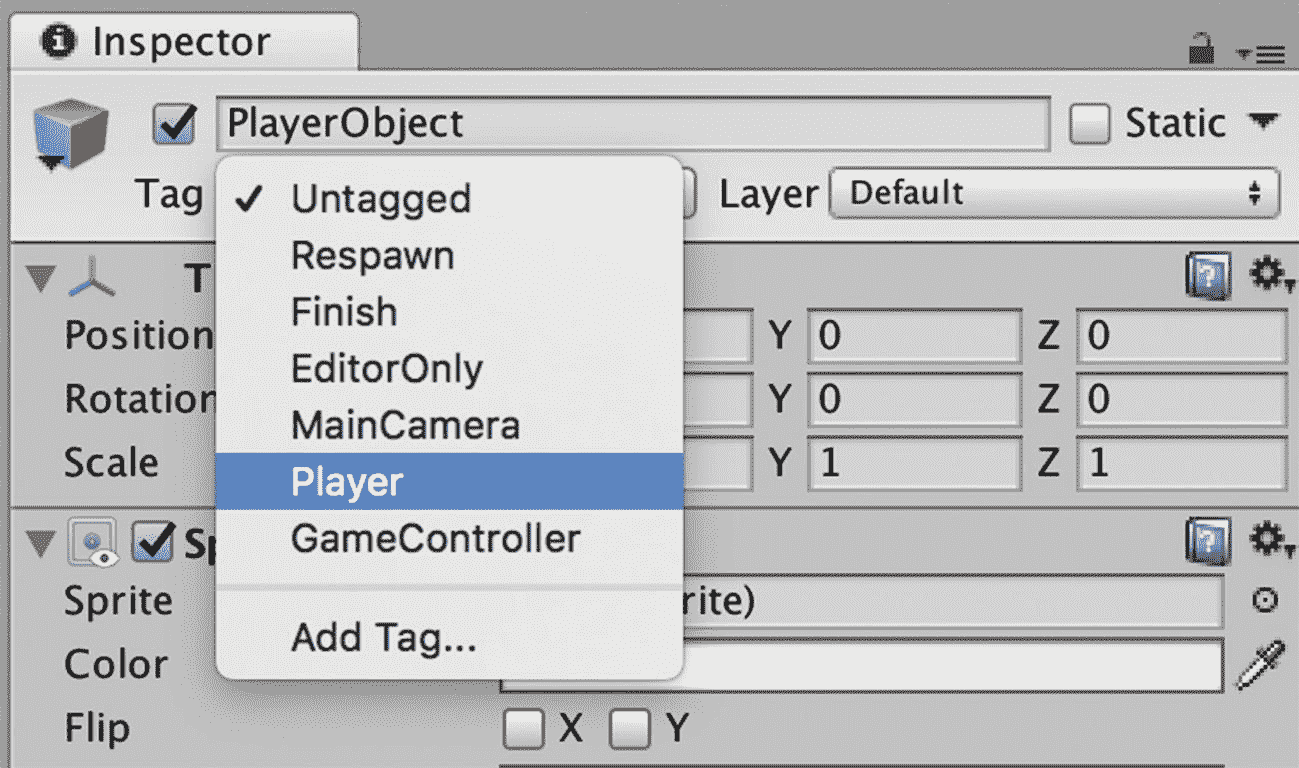 Inspector
PlayerObject Static
Tag Layer Default
Untagged
Respawn
Finish
EditorOnly
MainCamera
Player
GameController
Add Tag...
T
Position Y 0 Z 0
Rotation Y 0 Z 0
Scale Y 1 Z 1
Sp
Sprite rite)
Color
Flip X Y